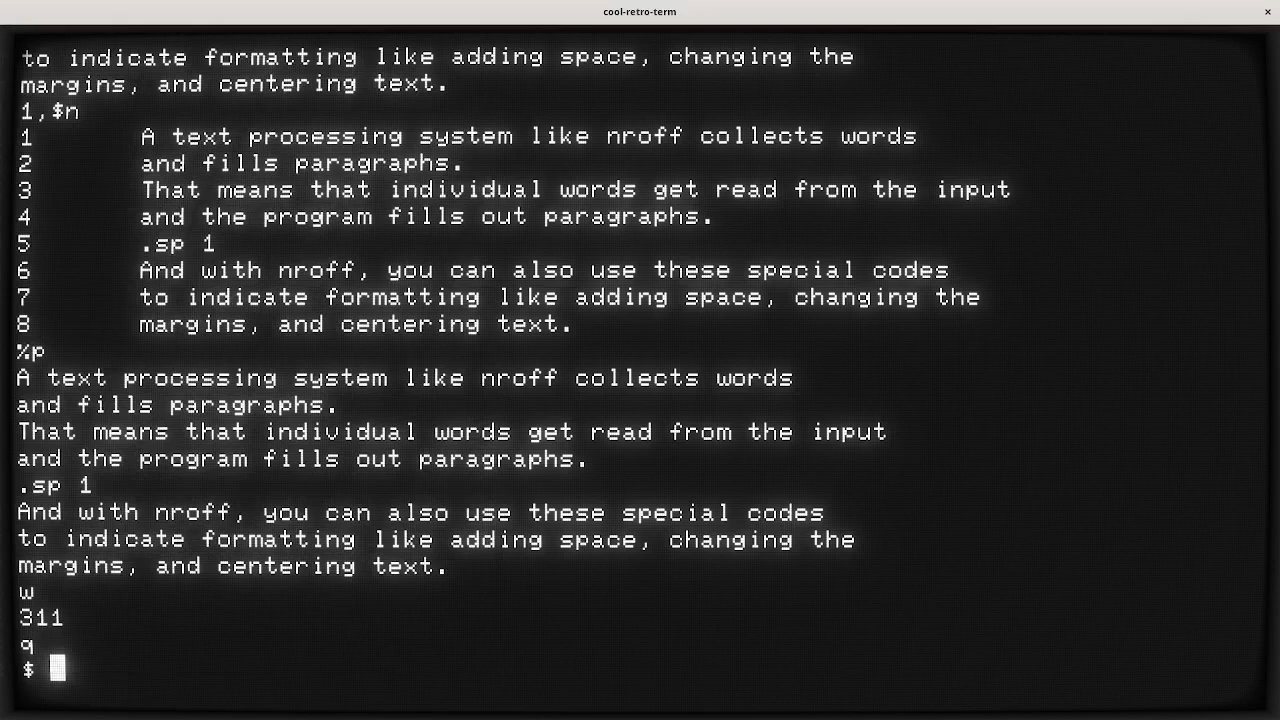 cool-retro-term ×
to indicate formatting like adding space, changing the
margins, and centering text.
1,$n
1 A text processing system like nroff collects words
2 and fills paragraphs.
3 That means that individual words get read from the input
4 and the program fills out paragraphs.
5 .sp 1
6 And with nroff, you can also use these special codes
7 to indicate formatting like adding space, changing the
8 margins, and centering text.
%p
A text processing system like nroff collects words
and fills paragraphs.
That means that individual words get read from the input
and the program fills out paragraphs.
.sp 1
And with nroff, you can also use these special codes
to indicate formatting like adding space, changing the
margins, and centering text.
w
311
q
$